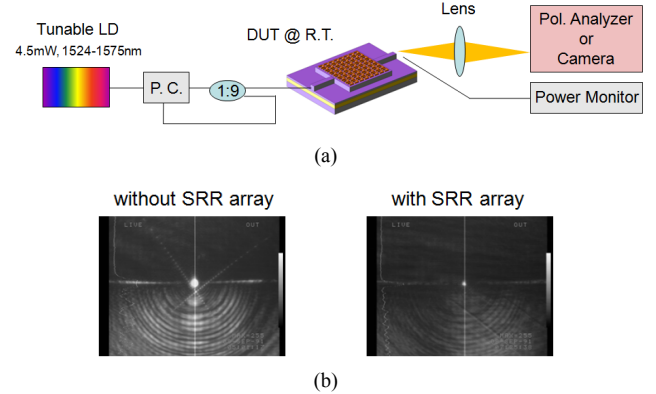 Tunable LD
4.5mW, 1524-1575nm
P. C.
1:9
DUT @ R.T.
Lens
Pol. Analyzer
or
Camera
Power Monitor
(a)
without SRR array
with SRR array
LIVE
OUT
LIVE
OUT
(b)